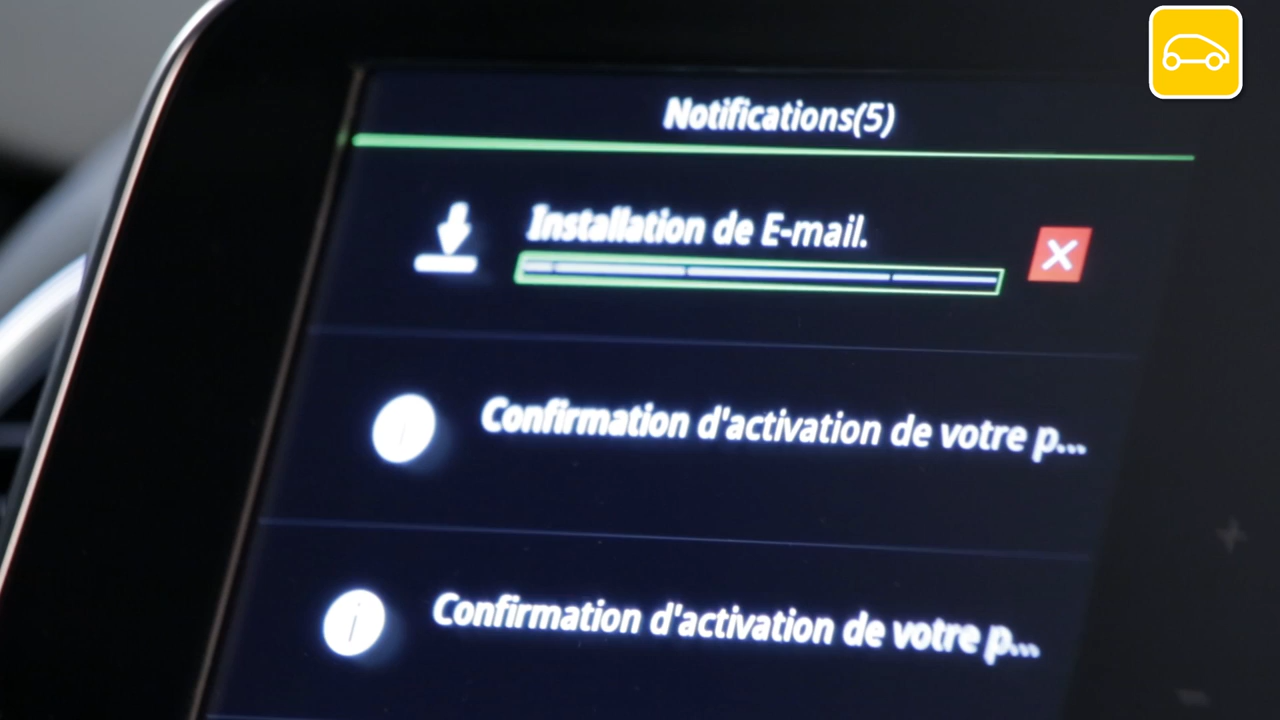 Notifications(5)
Installation de E-mail.
Confirmation d'activation de votre p...
Confirmation d'activation de votre p...